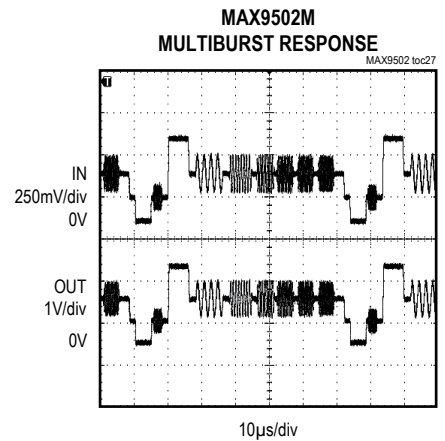 MAX9502M
MULTIBURST RESPONSE
MAX9502 toc27
T
IN
250mV/div
0V
OUT
1V/div
0V
10µs/div